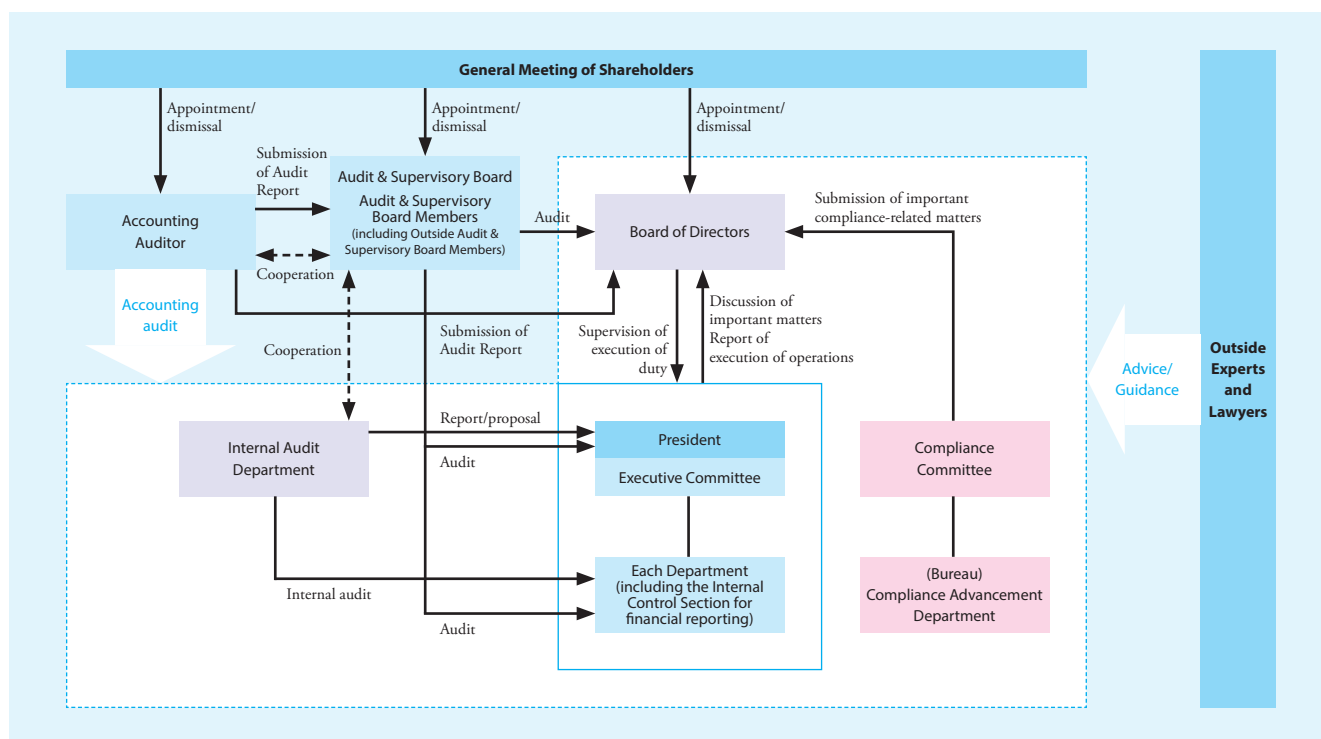 General Meeting of Shareholders
Appointment/
dismissal
Appointment/
dismissal
Appointment/
dismissal
Submission
of Audit
Report
Audit & Supervisory Board
Audit & Supervisory
Board Members
(including Outside Audit &
Supervisory Board Members)
Accounting
Auditor
Audit
Board of Directors
Submission of important
compliance-related matters
Cooperation
Accounting
audit
Cooperation
Submission of
Audit Report
Supervision of
execution of
duty
Discussion of
important matters
Report of
execution of operations
Advice/
Guidance
Outside
Experts
and
Lawyers
Internal Audit
Department
Report/proposal
Audit
President
Executive Committee
Compliance
Committee
Internal audit
Audit
Each Department
(including the Internal
Control Section for
financial reporting)
(Bureau)
Compliance Advancement
Department